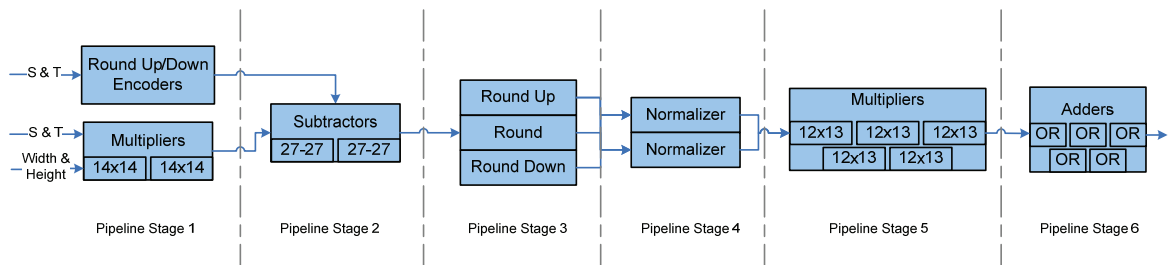 S & T
Round Up/Down
Encoders
S & T
Width &
Height
Multipliers
14x14 14x14
Pipeline Stage 1
Subtractors
27-27 27-27
Pipeline Stage 2
Round Up
Round
Round Down
Pipeline Stage 3
Normalizer
Normalizer
Pipeline Stage 4
Multipliers
12x13 12x13 12x13
12x13 12x13
Pipeline Stage 5
Adders
OR OR OR
OR OR
Pipeline Stage 6